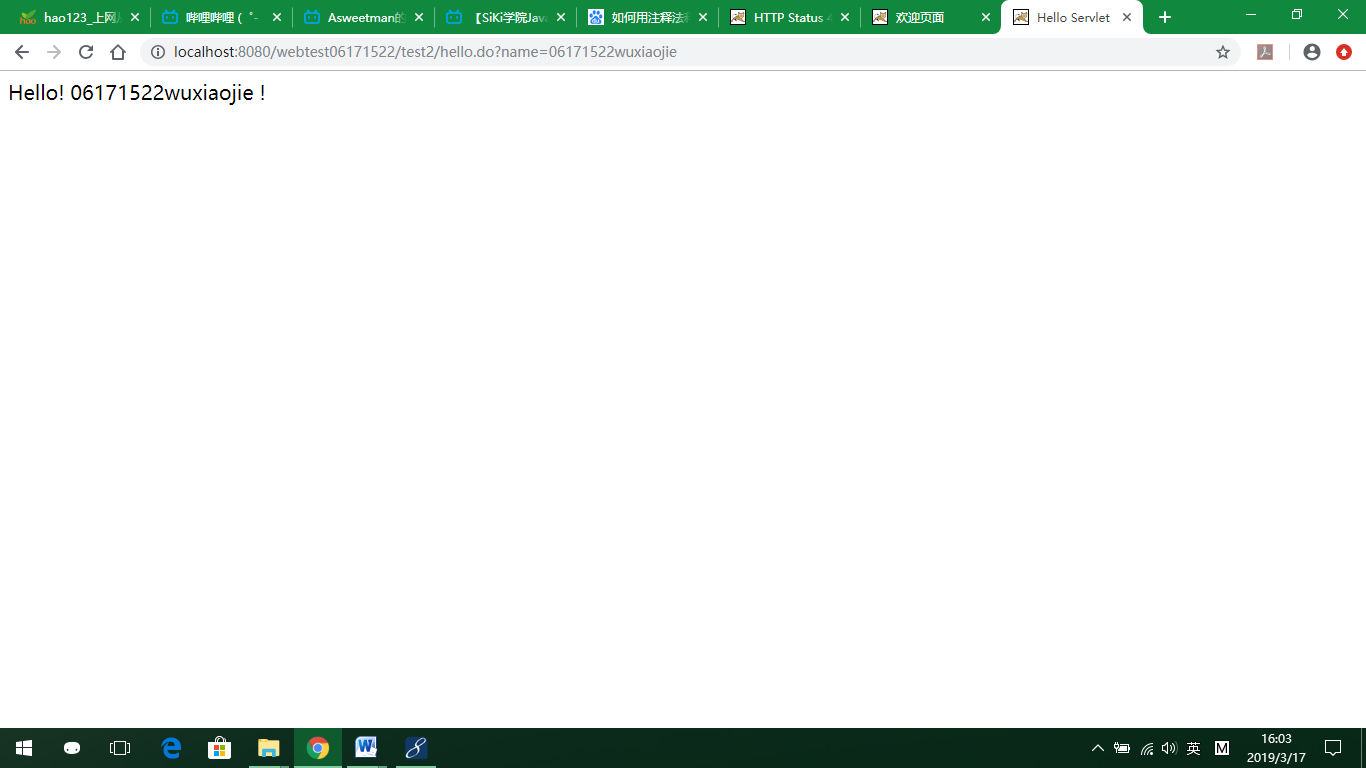 hao123_上网
哔哩哔哩 ( ゜-
Asweetman的
【SiKi学院Java
如何用注释法
HTTP Status
欢迎页面
Hello Servlet
localhost:8080/webtest06171522/test2/hello.do?name=06171522wuxiaojie
Hello! 06171522wuxiaojie !
英
M
16:03
2019/3/17